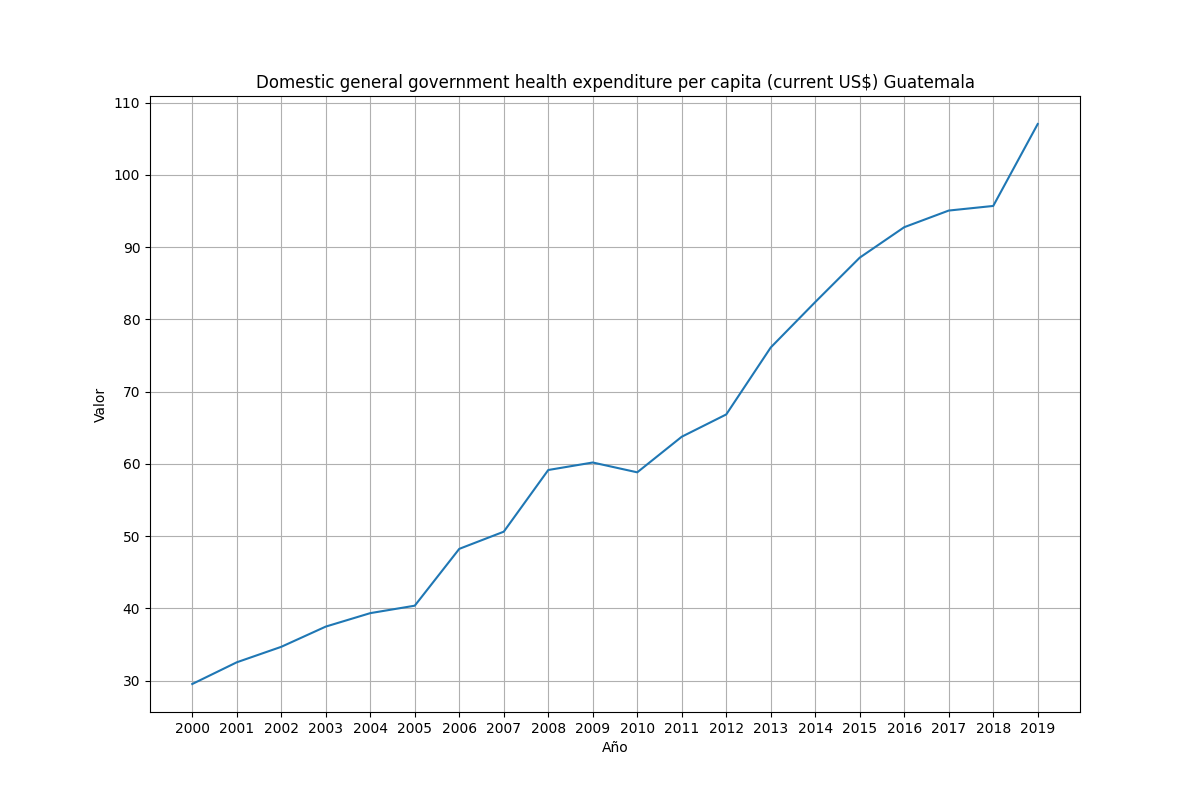 Domestic general government health expenditure per capita (current US$) Guatemala
110
100
90
80
70
60
50
40
30
Valor
2000 2001 2002 2003 2004 2005 2006 2007 2008 2009 2010 2011 2012 2013 2014 2015 2016 2017 2018 2019
Año